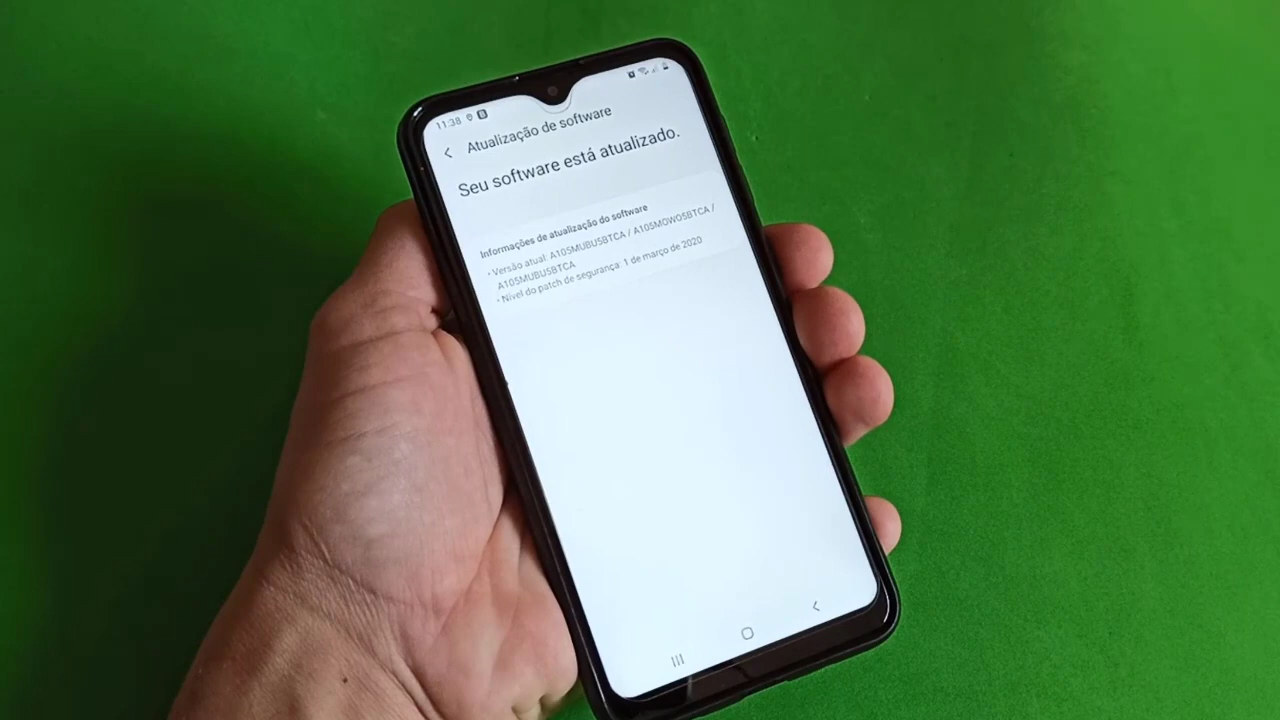 11:38
Atualização de software
Seu software está atualizado.
Informações de atualização do software
• Versão atual: A105MUBU5BTCA / A105MOWO5BTCA /
A105MUBU5BTCA
• Nível do patch de segurança: 1 de março de 2020